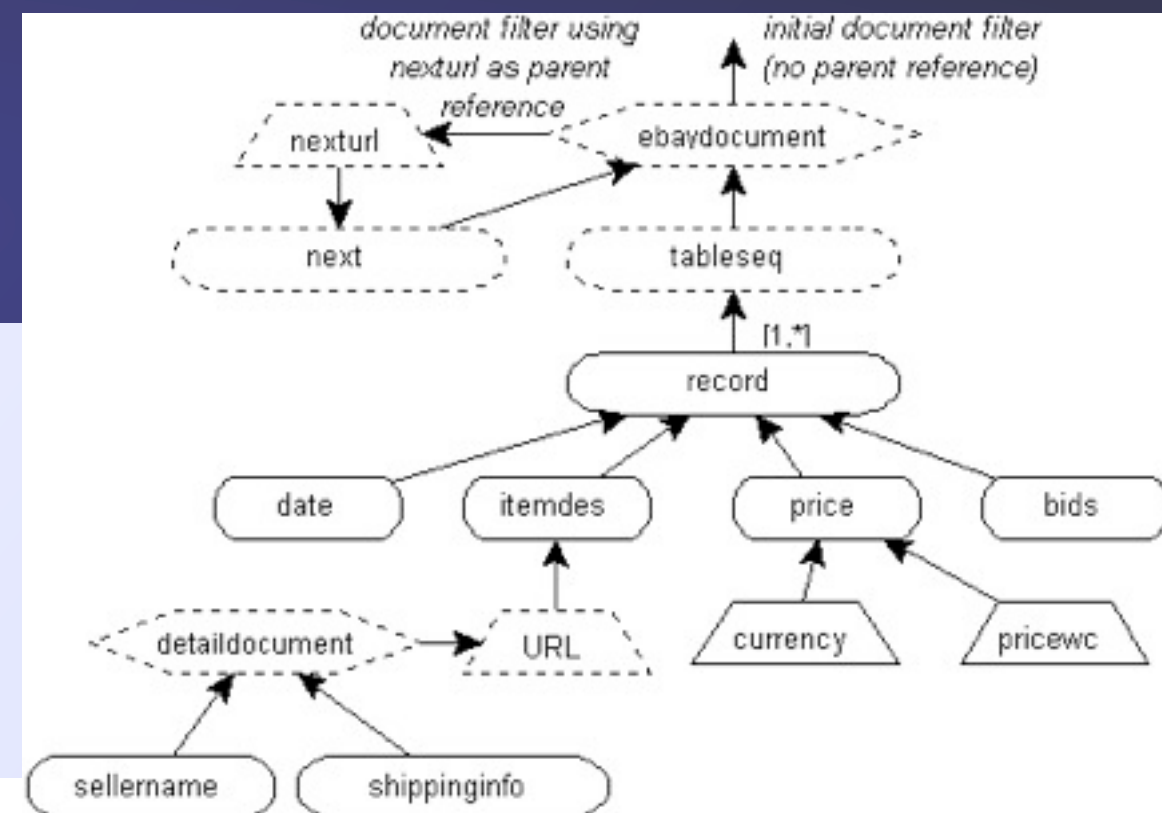 document filter using
nexturl as parent
reference
initial document filter
(no parent reference)
nexturl
ebaydocument
next
tableseq
[1,*]
record
date
itemdes
price
bids
detaildocument
URL
currency
pricewc
sellername
shippinginfo